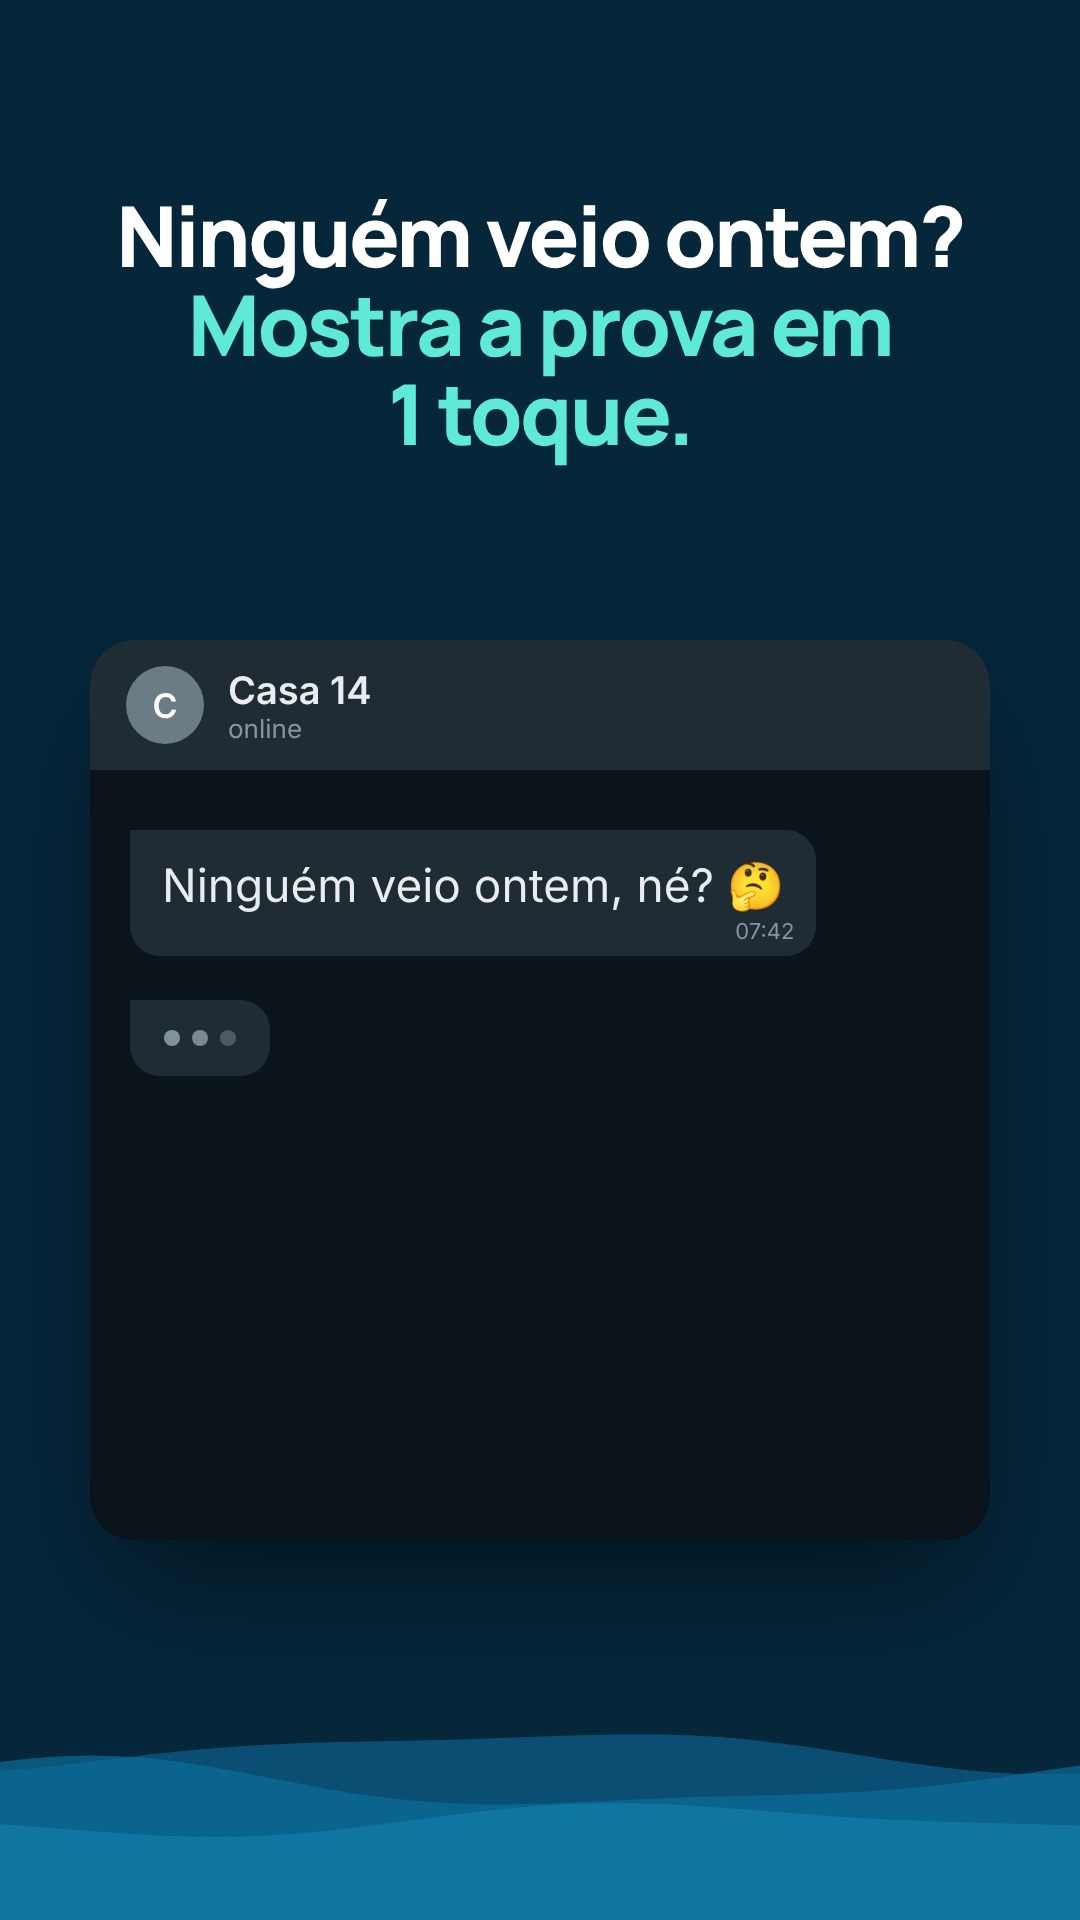 Ninguém veio ontem?
Mostra a prova em
1 toque.
C
Casa 14
online
Ninguém veio ontem, né? 🤔
07:42